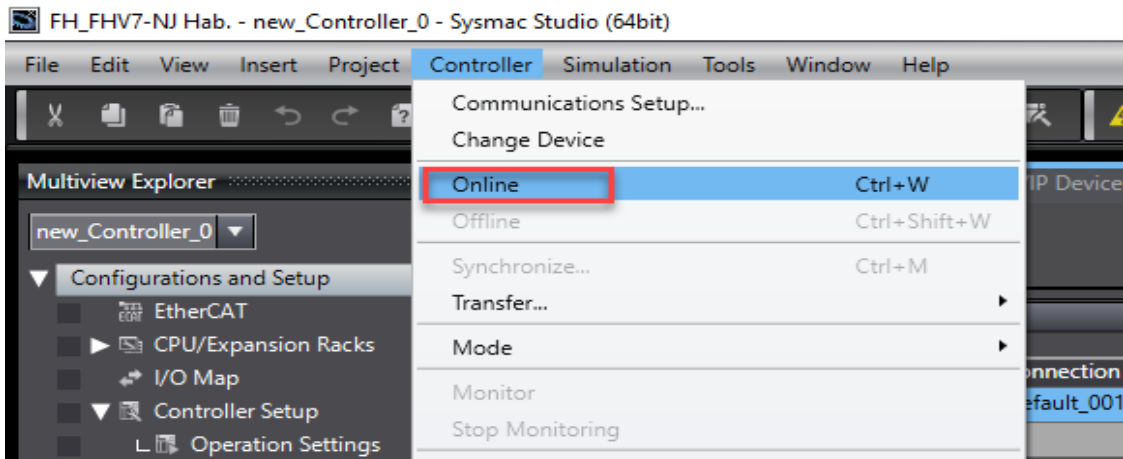 FH_FHV7-NJ Hab. - new_Controller_0 - Sysmac Studio (64bit)
File Edit View Insert Project Controller Simulation Tools Window Help
Communications Setup...
Change Device
Multiview Explorer
Online Ctrl+W
IP Device
new_Controller_0
Offline Ctrl+Shift+W
Configurations and Setup
Synchronize... Ctrl+M
EtherCAT
Transfer...
CPU/Expansion Racks
Mode
I/O Map
onnection
Monitor
efault_001
Controller Setup
Stop Monitoring
Operation Settings